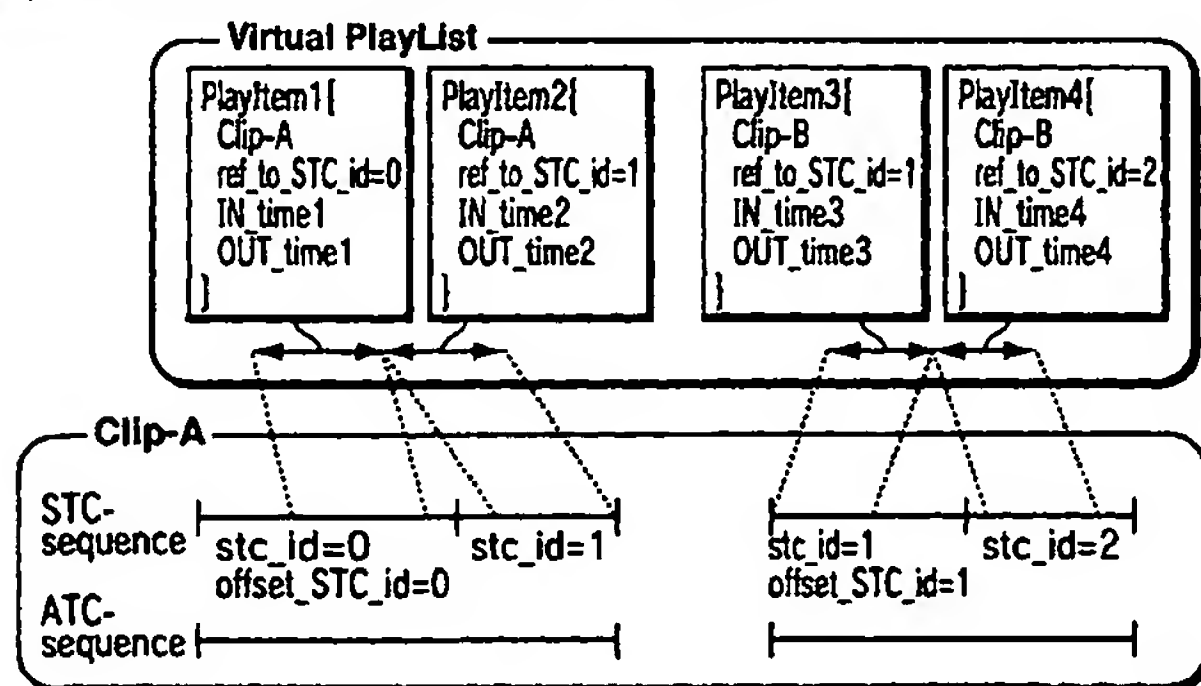 Virtual PlayList
PlayItem1{
Clip-A
ref_to_STC_id=0
IN_time1
OUT_time1
}
PlayItem2{
Clip-A
ref_to_STC_id=1
IN_time2
OUT_time2
}
PlayItem3{
Clip-B
ref_to_STC_id=1
IN_time3
OUT_time3
}
PlayItem4{
Clip-B
ref_to_STC_id=2
IN_time4
OUT_time4
}
Clip-A
STC-
sequence
stc_id=0
offset_STC_id=0
stc_id=1
stc_id=1
offset_STC_id=1
stc_id=2
ATC-
sequence